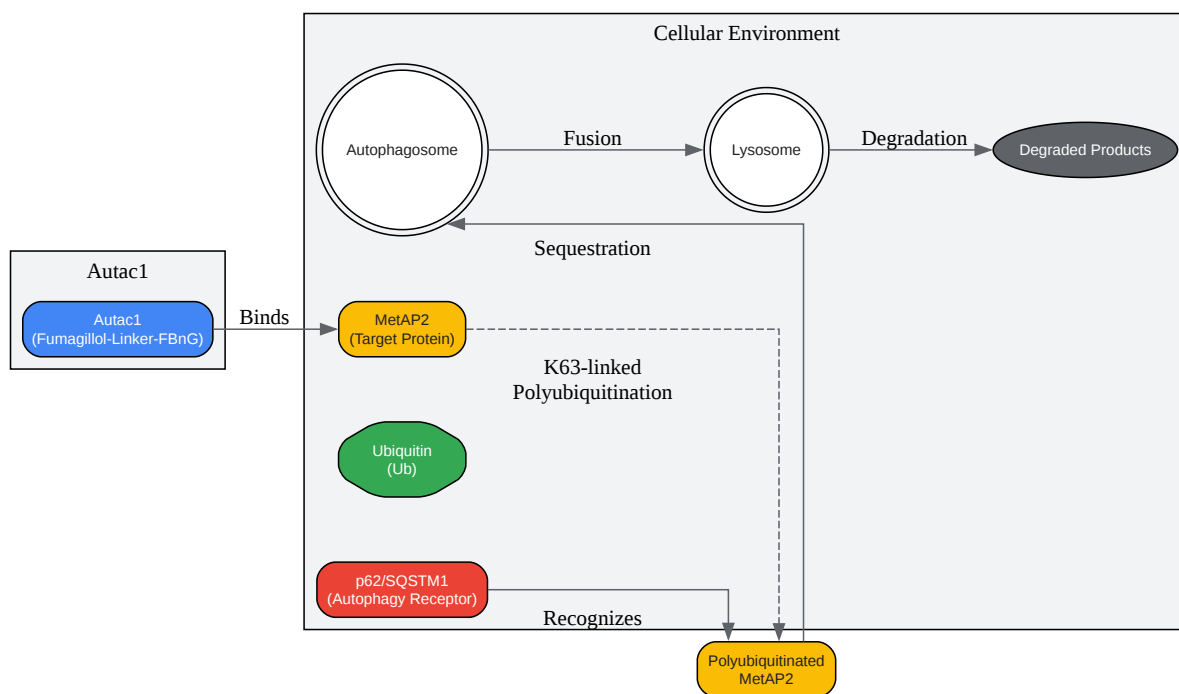 Cellular Environment
Autophagosome
Fusion
Lysosome
Degradation
Degraded Products
Sequestration
Autac1
Autac1
(Fumagillol-Linker-FBnG)
Binds
MetAP2
(Target Protein)
K63-linked
Polyubiquitination
Ubiquitin
(Ub)
p62/SQSTM1
(Autophagy Receptor)
Recognizes
Polyubiquitinated
MetAP2